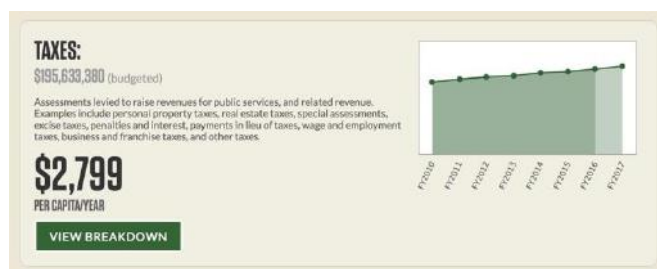 TAXES:
$195,633,380 (budgeted)
Assessments levied to raise revenues for public services, and related revenue.
Examples include personal property taxes, real estate taxes, special assessments,
excise taxes, penalties and interest, payments in lieu of taxes, wage and employment
taxes, business and franchise taxes, and other taxes.
$2,799
PER CAPITA/YEAR
VIEW BREAKDOWN
FY2010
FY2011
FY2012
FY2013
FY2014
FY2015
FY2016
FY2017